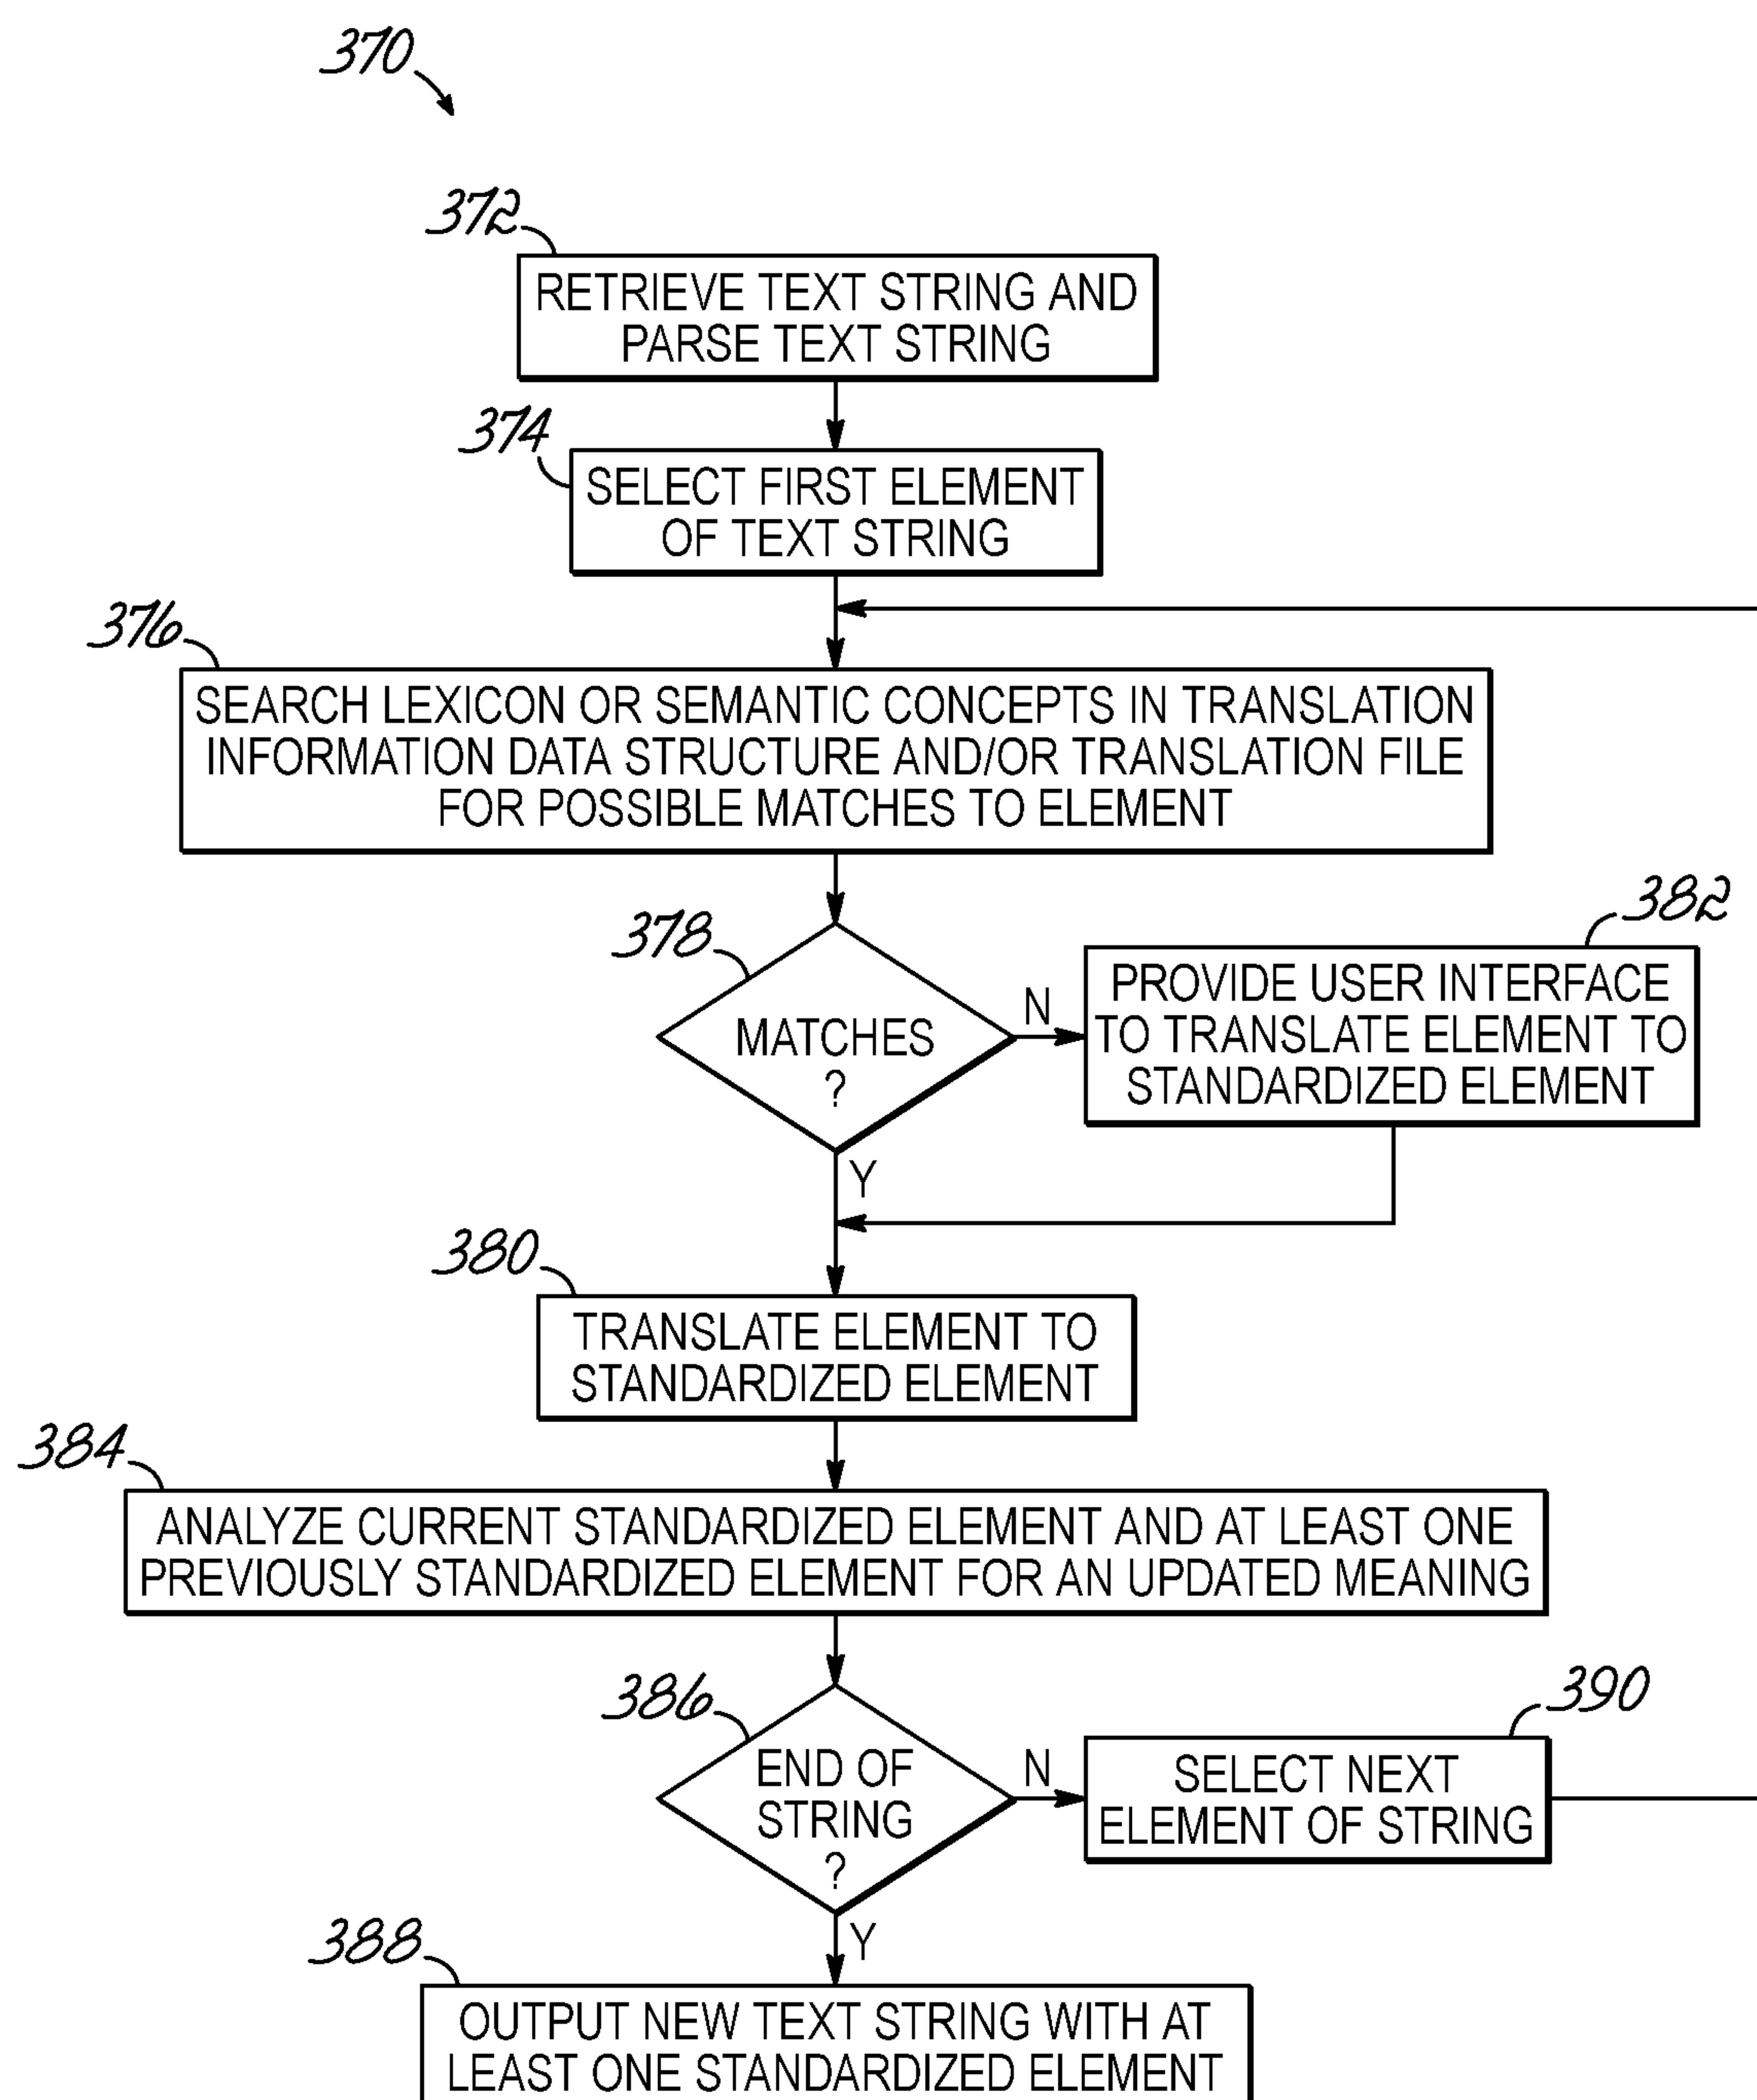 370
372
RETRIEVE TEXT STRING AND
PARSE TEXT STRING
374
SELECT FIRST ELEMENT
OF TEXT STRING
376
SEARCH LEXICON OR SEMANTIC CONCEPTS IN TRANSLATION
INFORMATION DATA STRUCTURE AND/OR TRANSLATION FILE
FOR POSSIBLE MATCHES TO ELEMENT
378
MATCHES
?
N
382
PROVIDE USER INTERFACE
TO TRANSLATE ELEMENT TO
STANDARDIZED ELEMENT
Y
380
TRANSLATE ELEMENT TO
STANDARDIZED ELEMENT
384
ANALYZE CURRENT STANDARDIZED ELEMENT AND AT LEAST ONE
PREVIOUSLY STANDARDIZED ELEMENT FOR AN UPDATED MEANING
386
END OF
STRING
?
N
390
SELECT NEXT
ELEMENT OF STRING
Y
388
OUTPUT NEW TEXT STRING WITH AT
LEAST ONE STANDARDIZED ELEMENT